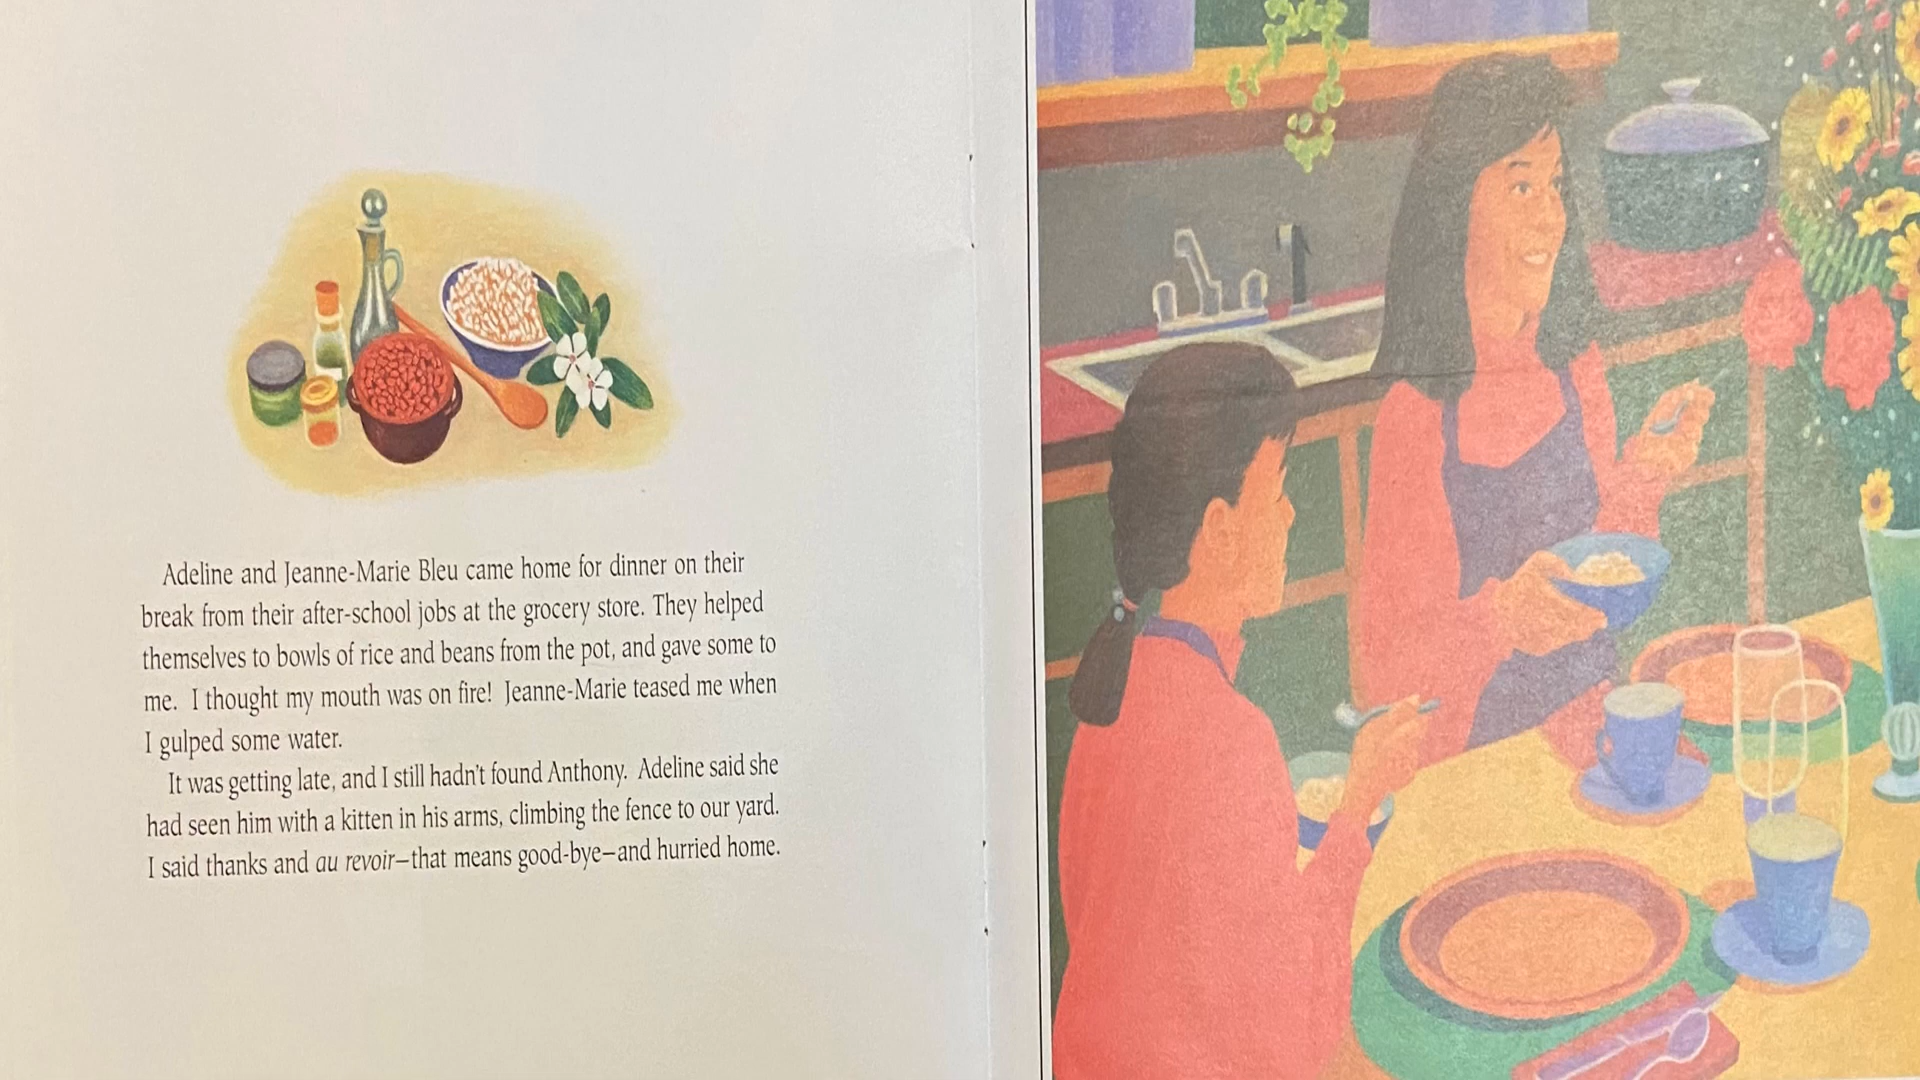 Adeline and Jeanne-Marie Bleu came home for dinner on their
break from their after-school jobs at the grocery store. They helped
themselves to bowls of rice and beans from the pot, and gave some to
me. I thought my mouth was on fire! Jeanne-Marie teased me when
I gulped some water.
It was getting late, and I still hadn't found Anthony. Adeline said she
had seen him with a kitten in his arms, climbing the fence to our yard.
I said thanks and au revoir—that means good-bye—and hurried home.